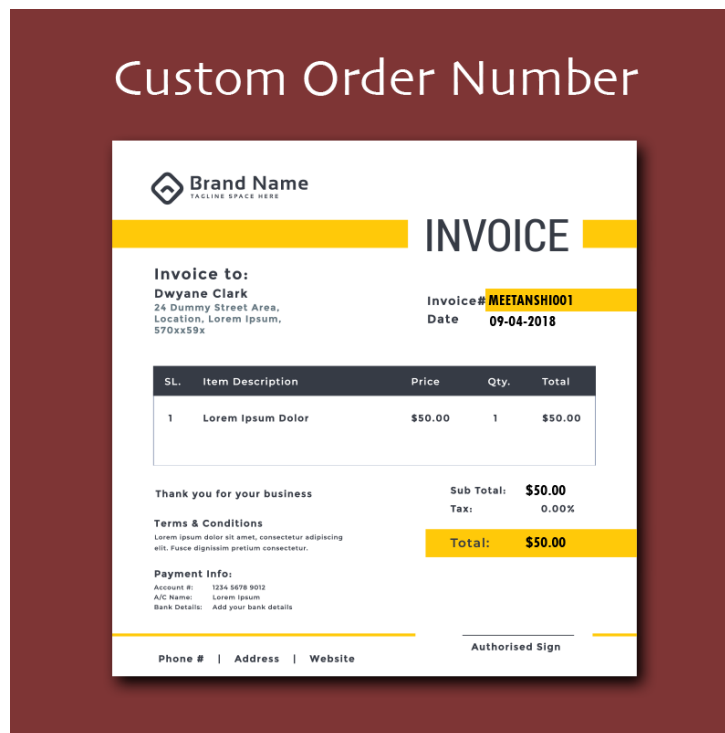 Custom Order Number
Brand Name
TAGLINE SPACE HERE
INVOICE
Invoice to:
Dwyane Clark
24 Dummy Street Area,
Location, Lorem Ipsum,
570xx59x
Invoice# MEETANSHI001
Date 09-04-2018
SL. Item Description Price Qty. Total
1 Lorem Ipsum Dolor $50.00 1 $50.00
Thank you for your business
Sub Total: $50.00
Tax: 0.00%
Total: $50.00
Terms & Conditions
Lorem ipsum dolor sit amet, consectetur adipiscing
elit. Fusce dignissim pretium consectetur.
Payment Info:
Account #: 1234 5678 9012
A/C Name: Lorem Ipsum
Bank Details: Add your bank details
Authorised Sign
Phone # | Address | Website